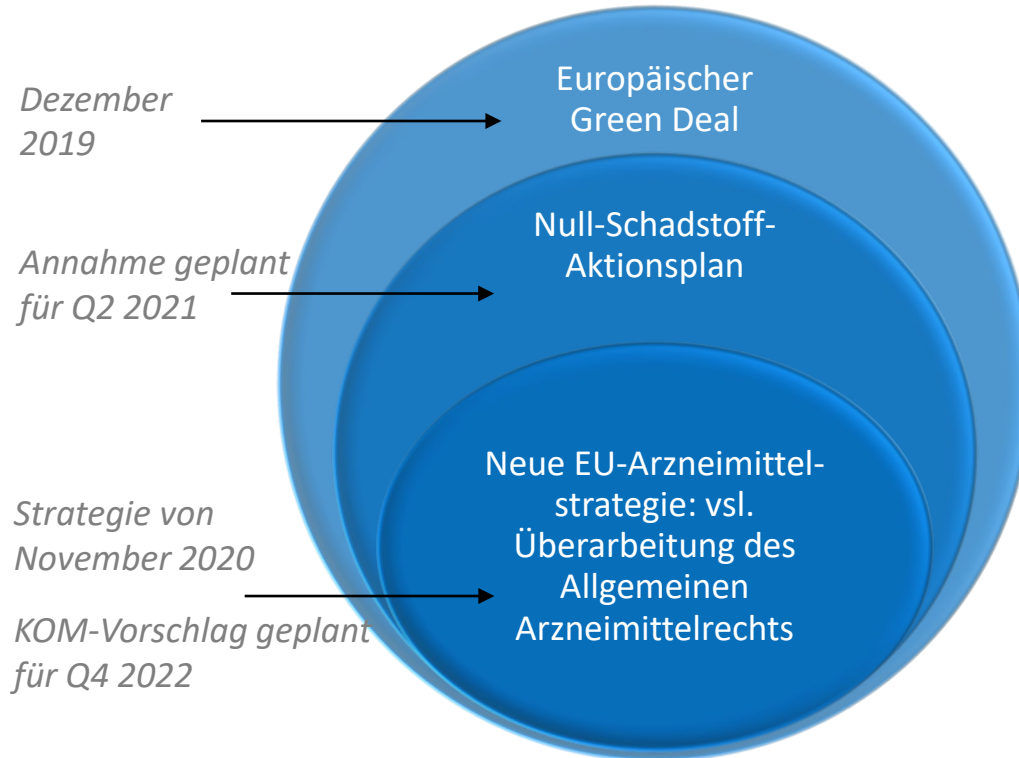 Europäischer
Green Deal
Dezember
2019
Null-Schadstoff-
Aktionsplan
Annahme geplant
für Q2 2021
Neue EU-Arzneimittel-
strategie: vsl.
Überarbeitung des
Allgemeinen
Arzneimittelrechts
Strategie von
November 2020
KOM-Vorschlag geplant
für Q4 2022